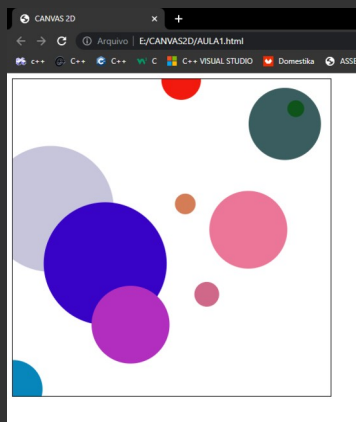 CANVAS 2D × +
Arquivo | E:/CANVAS2D/AULA1.html
c++ C++ C++ C C++ VISUAL STUDIO Domestika ASSE